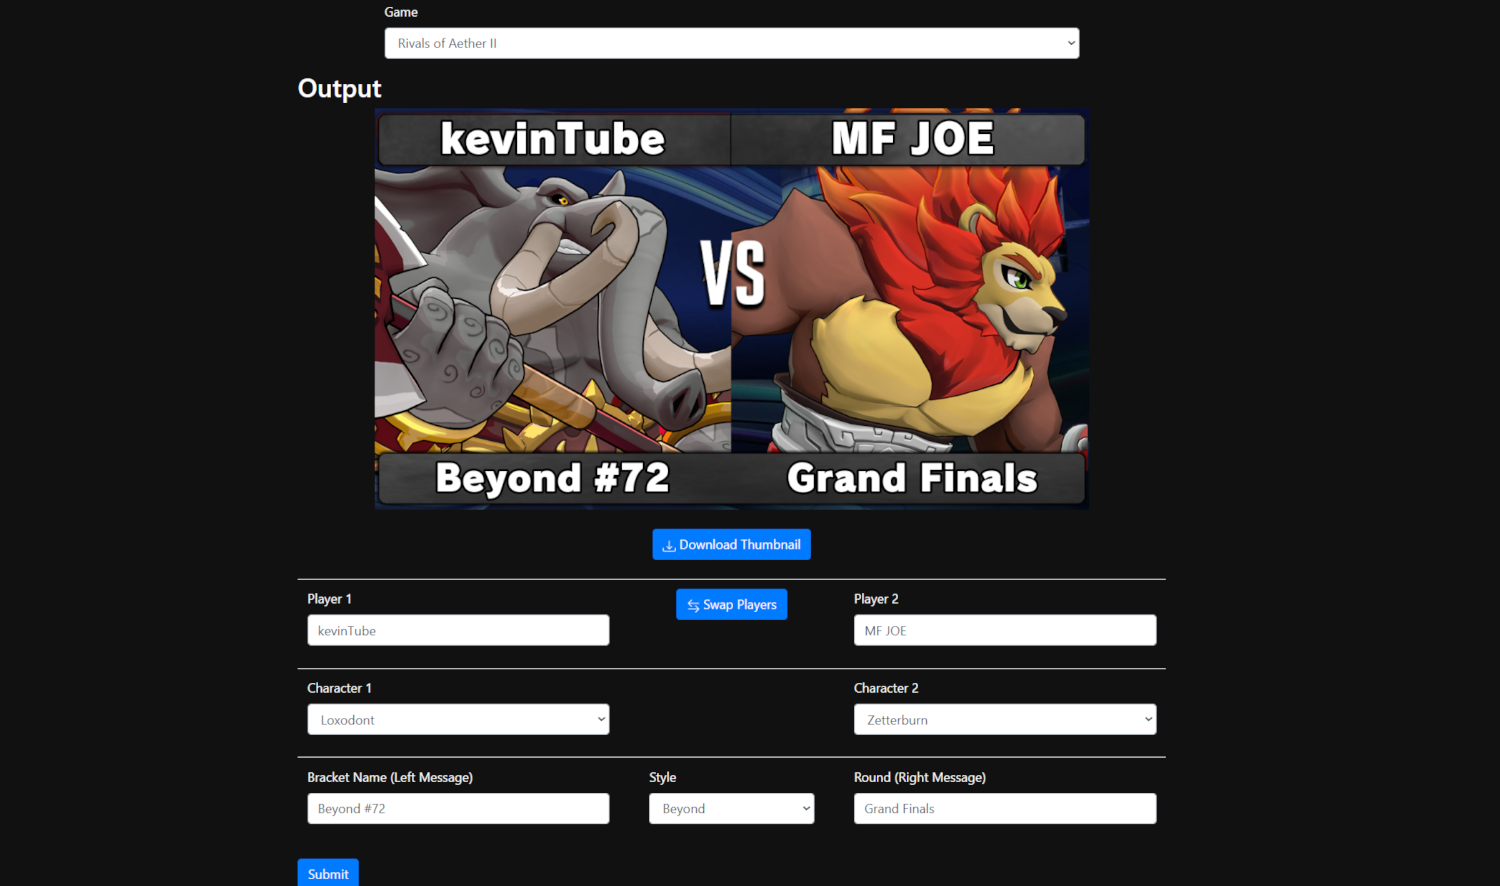 Game
Rivals of Aether II
Output
kevinTube MF JOE
VS
Beyond #72 Grand Finals
Download Thumbnail
Player 1 Swap Players Player 2
kevinTube MF JOE
Character 1 Character 2
Loxodont Zetterburn
Bracket Name (Left Message) Style Round (Right Message)
Beyond #72 Beyond Grand Finals
Submit